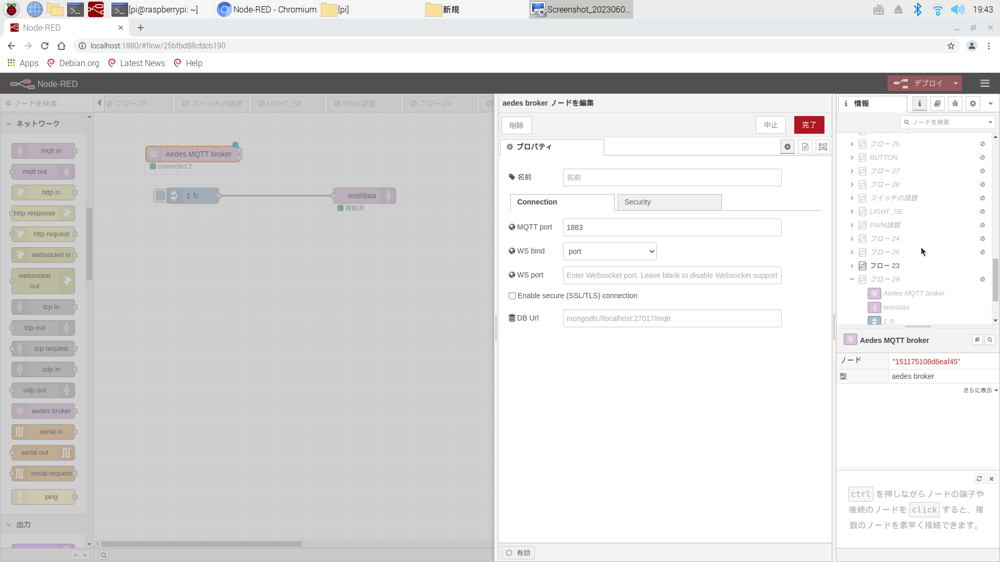 [pi@raspberrypi: ~]
Node-RED - Chromium
[pi]
新規
Screenshot_2023060...
19:43
Node-RED
localhost:1880/#flow/25bfbd88cfdcb190
Apps
Debian.org
Latest News
Help
Node-RED
デプロイ
ノードを検索
フロー 28
スイッチの課題
LIGHT_SE
PWM課題
フロー 24
ネットワーク
mqtt in
mqtt out
http in
http response
http request
websocket in
websocket
out
tcp in
tcp out
tcp request
udp in
udp out
aedes broker
serial in
serial out
serial request
ping
出力
Aedes MQTT broker
connected 2
1 ↻
test/data
接続済
aedes broker ノードを編集
削除
中止
完了
プロパティ
名前
名前
Connection
Security
MQTT port
1883
WS bind
port
WS port
Enter Websocket port. Leave blank to disable Websocket support
Enable secure (SSL/TLS) connection
DB Url
mongodb://localhost:27017/mqtt
有効
情報
ノードを検索
フロー 25
BUTTON
フロー 27
フロー 28
スイッチの課題
LIGHT_SE
PWM課題
フロー 24
フロー 26
フロー 23
フロー 29
Aedes MQTT broker
test/data
1 ↻
Aedes MQTT broker
ノード
"151175108d6eaf45"
型
aedes broker
さらに表示
ctrl を押しながらノードの端子や
後続のノードを click すると、複
数のノードを素早く接続できます。